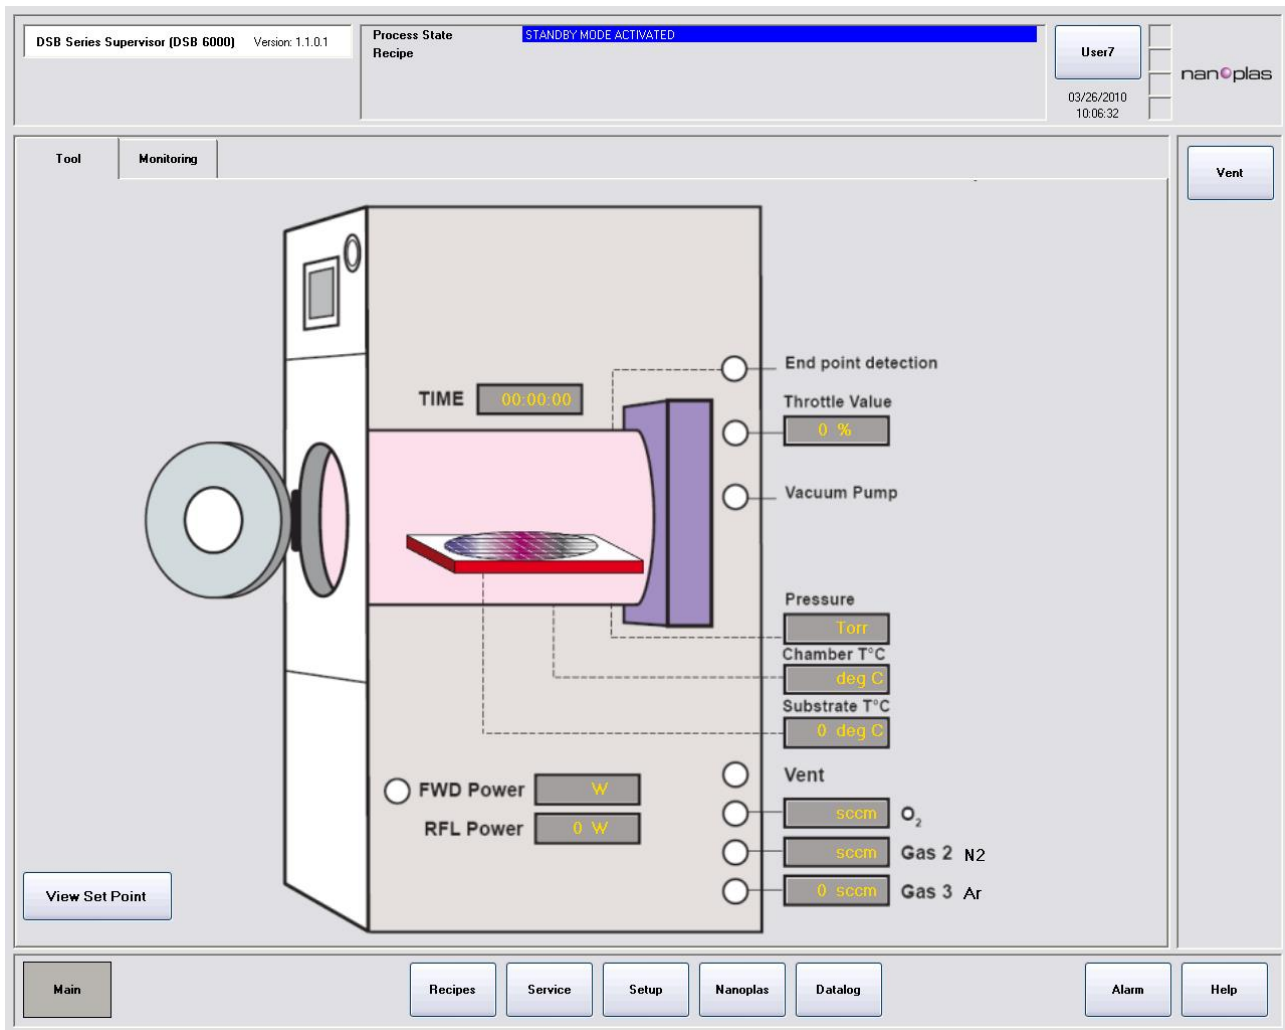 DSB Series Supervisor (DSB 6000) Version: 1.1.0.1
Process State STANDBY MODE ACTIVATED
Recipe
User7
03/26/2010
10:06:32
nanoplas
Tool Monitoring
Vent
End point detection
TIME 00:00:00
Throttle Value
0 %
Vacuum Pump
Pressure
Torr
Chamber T°C
deg C
Substrate T°C
0 deg C
Vent
FWD Power W
RFL Power 0 W
sccm O₂
sccm Gas 2 N2
0 sccm Gas 3 Ar
View Set Point
Main Recipes Service Setup Nanoplas Datalog Alarm Help